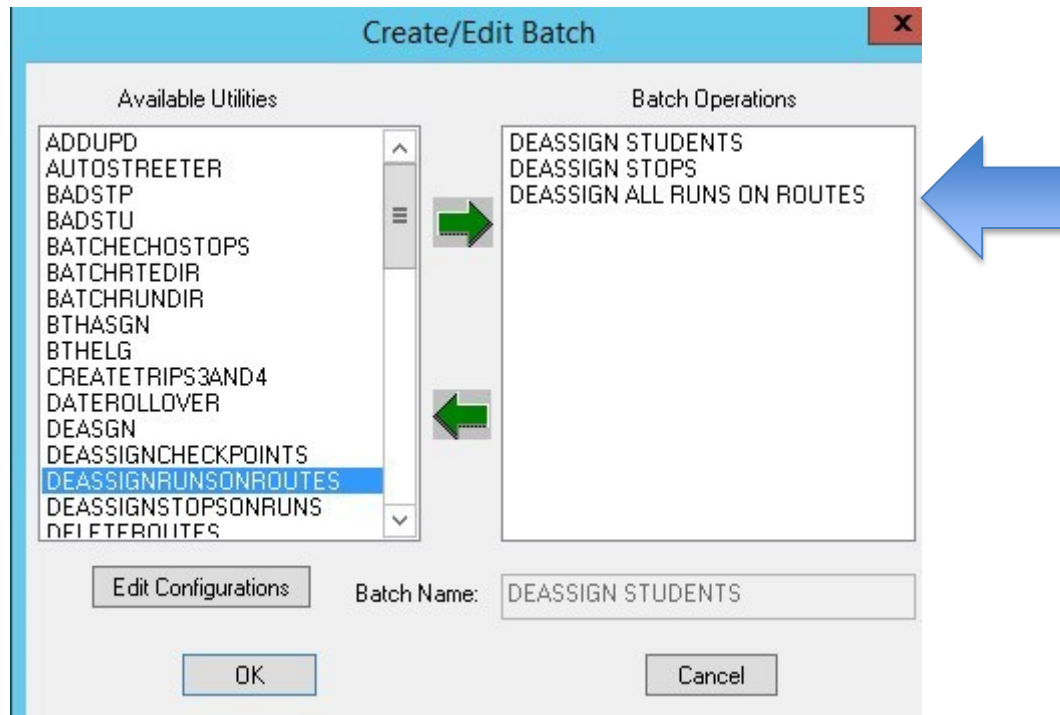 Create/Edit Batch
x
Available Utilities
Batch Operations
ADDUPD
AUTOSTREETER
BADSTP
BADSTU
BATCHECHOSTOPS
BATCHRTEDIR
BATCHRUNDIR
BTHASGN
BTHELG
CREATETRIPS3AND4
DATEROLLOVER
DEASGN
DEASSIGNCHECKPOINTS
DEASSIGNRUNSONROUTES
DEASSIGNSTOPSONRUNS
DELETEROUTES
DEASSIGN STUDENTS
DEASSIGN STOPS
DEASSIGN ALL RUNS ON ROUTES
Edit Configurations
Batch Name:
DEASSIGN STUDENTS
OK
Cancel